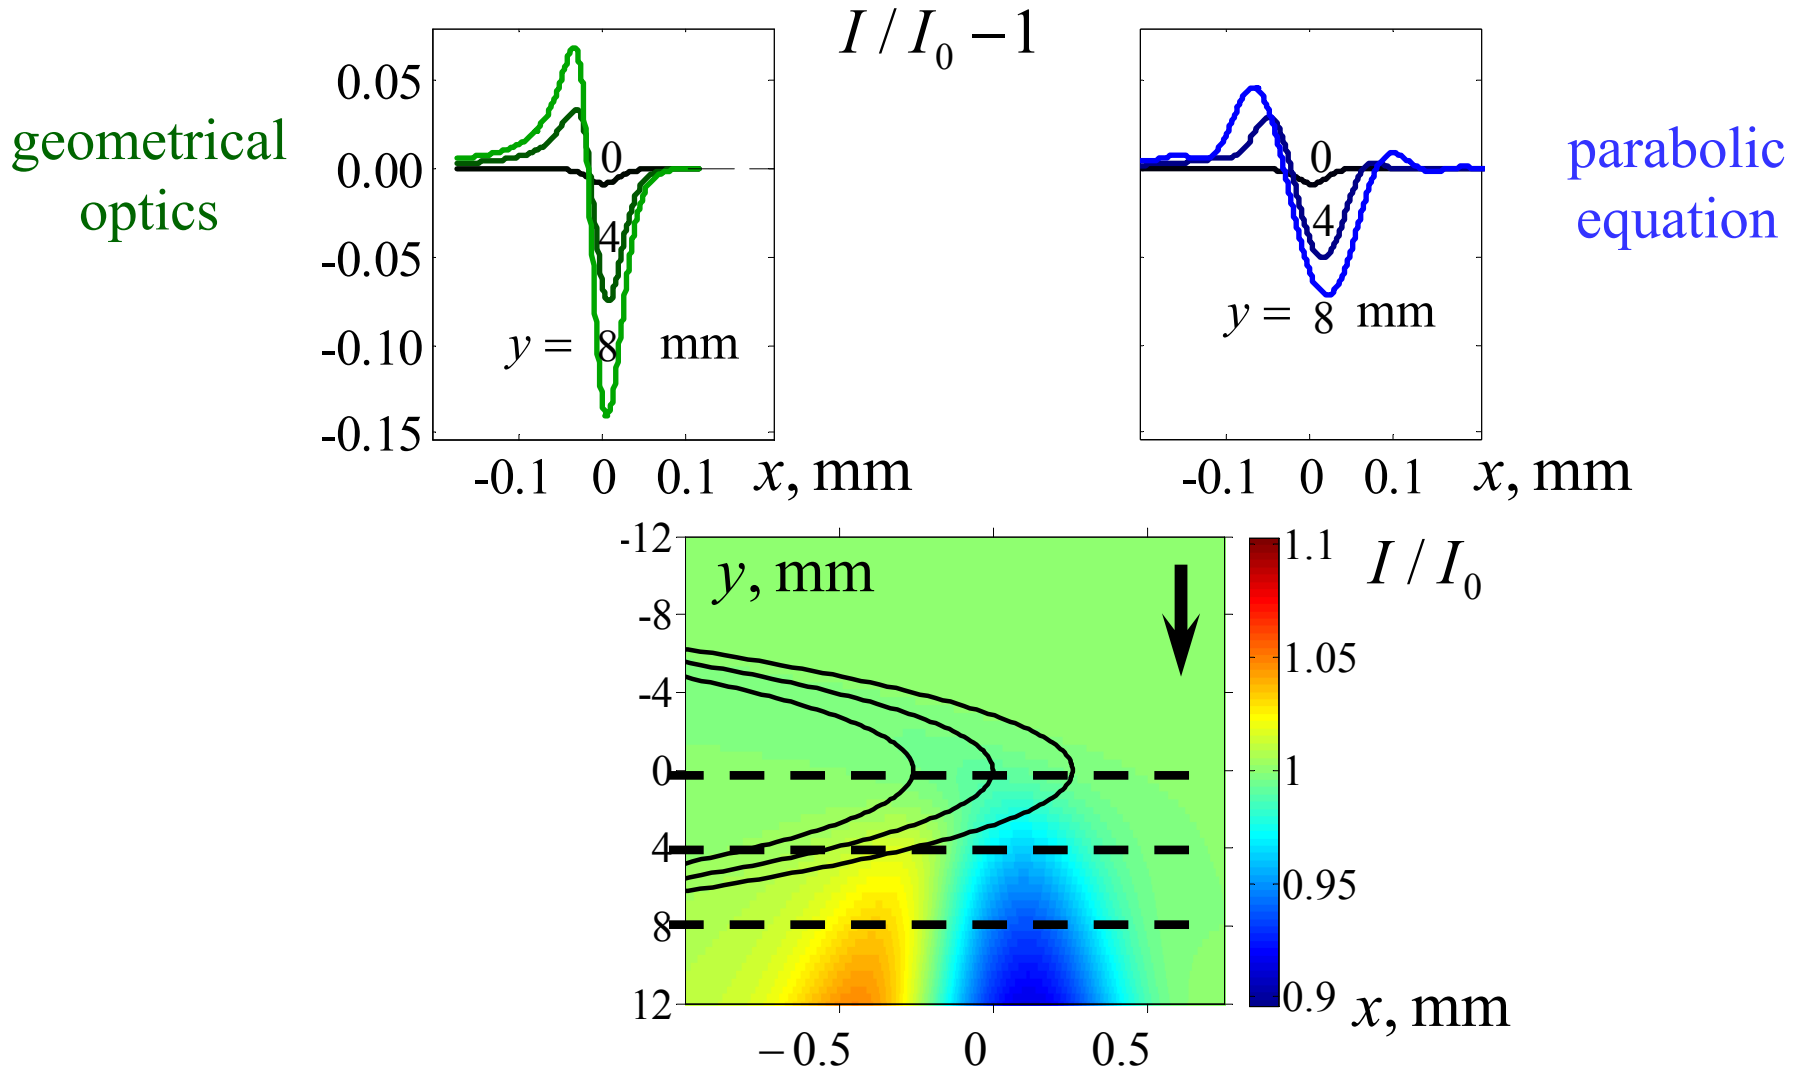 I / I₀ − 1
geometrical
optics
0.05
0.00
-0.05
-0.10
-0.15
0
4
y = 8 mm
-0.1 0 0.1 x, mm
parabolic
equation
0
4
y = 8 mm
-0.1 0 0.1 x, mm
y, mm
-12
-8
-4
0
4
8
12
−0.5 0 0.5
x, mm
I / I₀
1.1
1.05
1
0.95
0.9